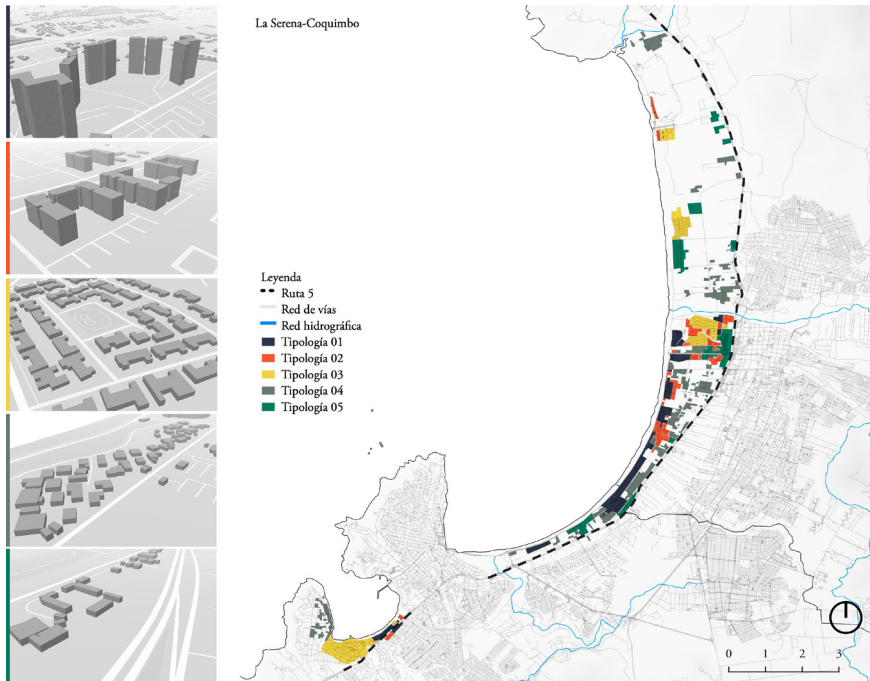 La Serena-Coquimbo
Leyenda
Ruta 5
Red de vías
Red hidrográfica
Tipología 01
Tipología 02
Tipología 03
Tipología 04
Tipología 05
0 1 2 3